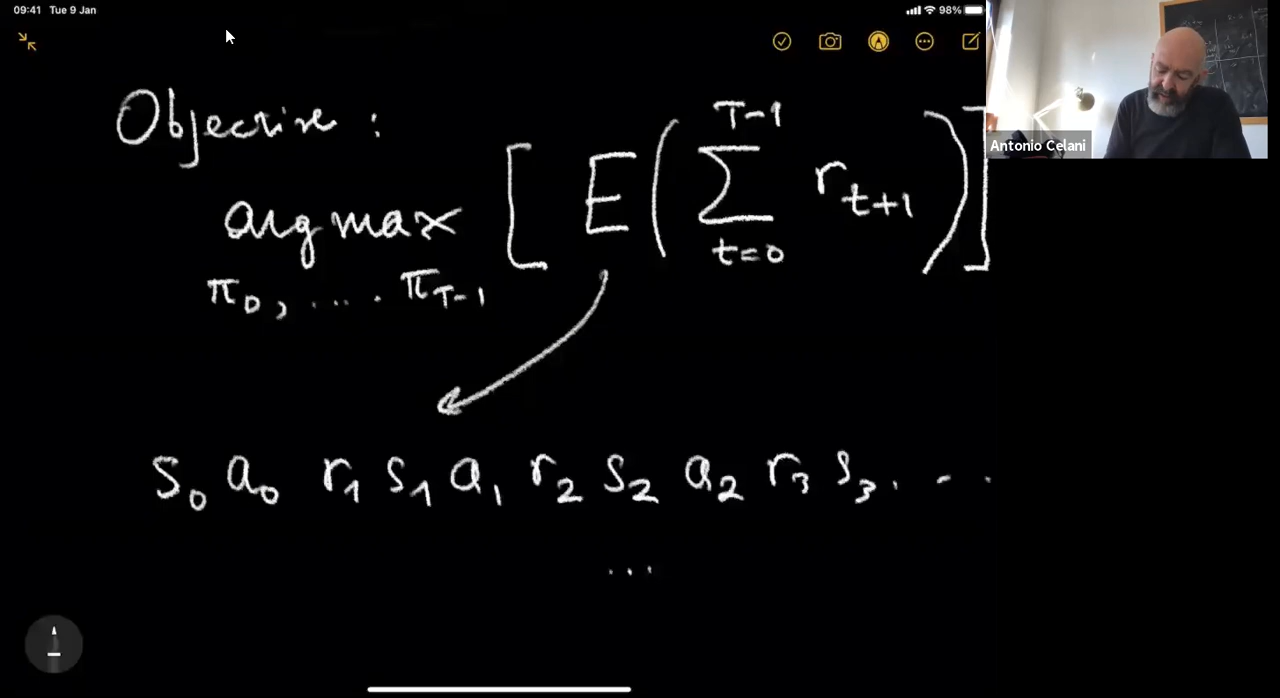 09:41 Tue 9 Jan 98%
Antonio Celani
Objective :
argmax [ E ( ∑ r_{t+1} ) ]
T-1
t=0
π_0, .... π_{T-1}
s_0 a_0 r_1 s_1 a_1 r_2 s_2 a_2 r_3 s_3 . . .
...